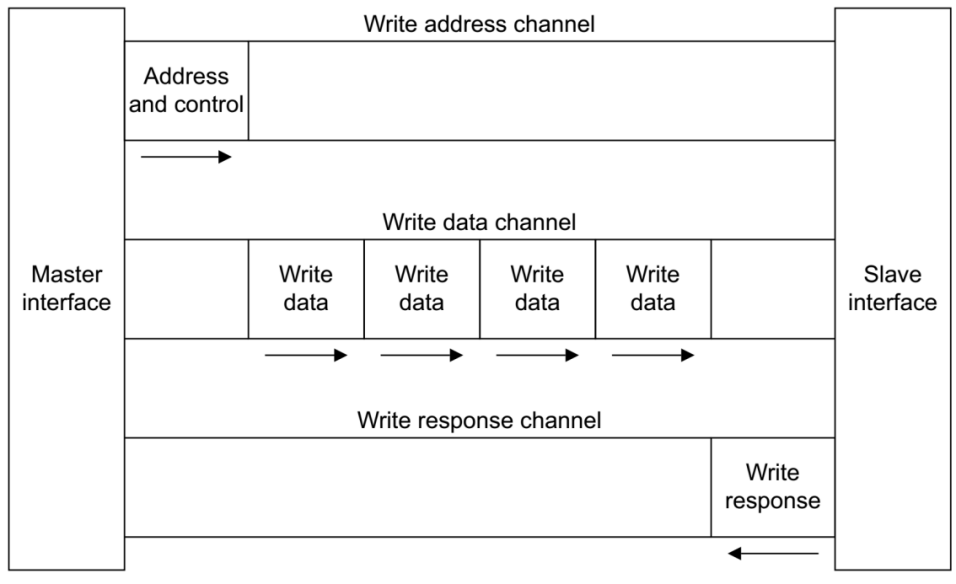 Write address channel
Address
and control
Write data channel
Master
interface
Write
data
Write
data
Write
data
Write
data
Slave
interface
Write response channel
Write
response